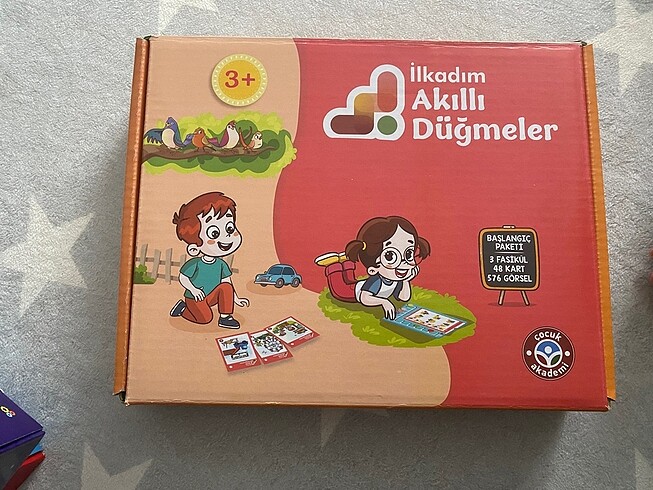 3+
İlkadım
Akıllı
Düğmeler
BAŞLANGIÇ
PAKETİ
3 FASİKÜL
48 KART
576 GÖRSEL
çocuk
akademi